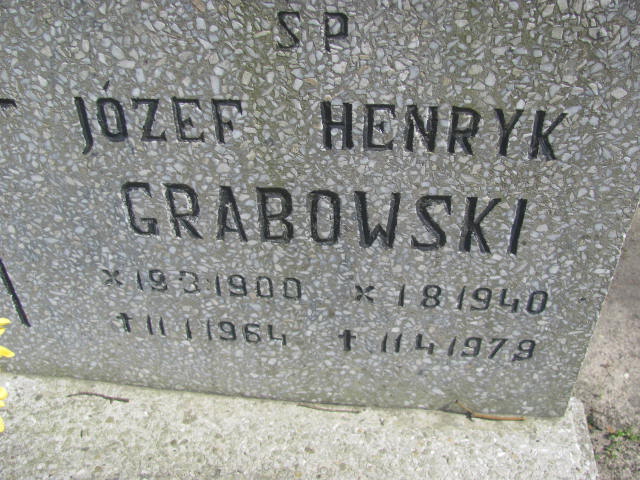 SP
JÓZEF HENRYK
GRABOWSKI
* 19 3 1900 * 1 8 1940
† 11 1 1964 † 11 4 1979